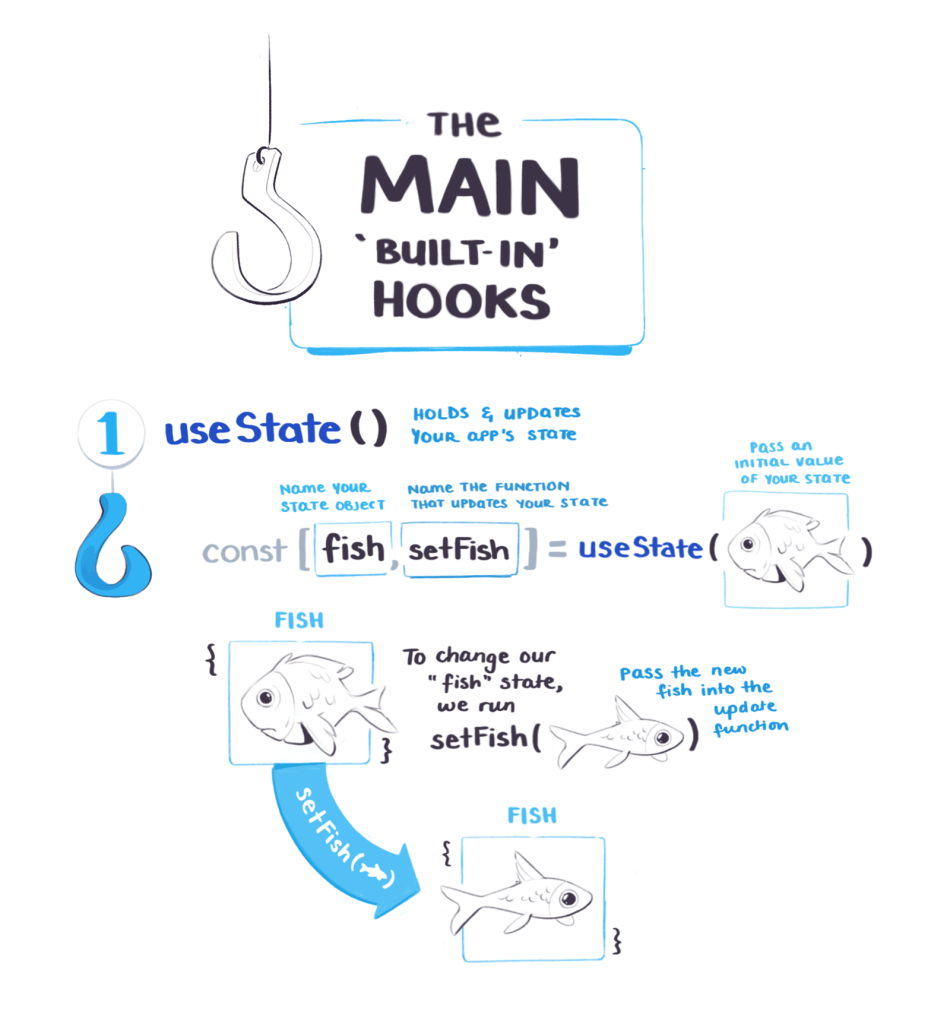 THE
MAIN
'BUILT-IN'
HOOKS
1
useState()
HOLDS & UPDATES
YOUR APP'S STATE
PASS AN
INITIAL VALUE
OF YOUR STATE
NAME YOUR
STATE OBJECT
NAME THE FUNCTION
THAT UPDATES YOUR STATE
const [fish, setFish] = useState( )
FISH
{
}
To change our
"fish" state,
we run
setFish( )
Pass the new
fish into the
update
function
setFish( )
FISH
{
}